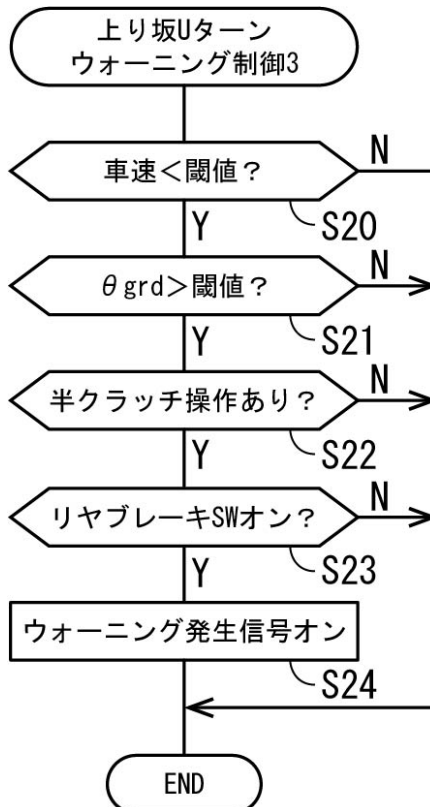 上り坂Uターン
ウォーニング制御3
車速<閾値?
N
Y
S20
θgrd>閾値?
N
Y
S21
半クラッチ操作あり?
N
Y
S22
リヤブレーキSWオン?
N
Y
S23
ウォーニング発生信号オン
S24
END